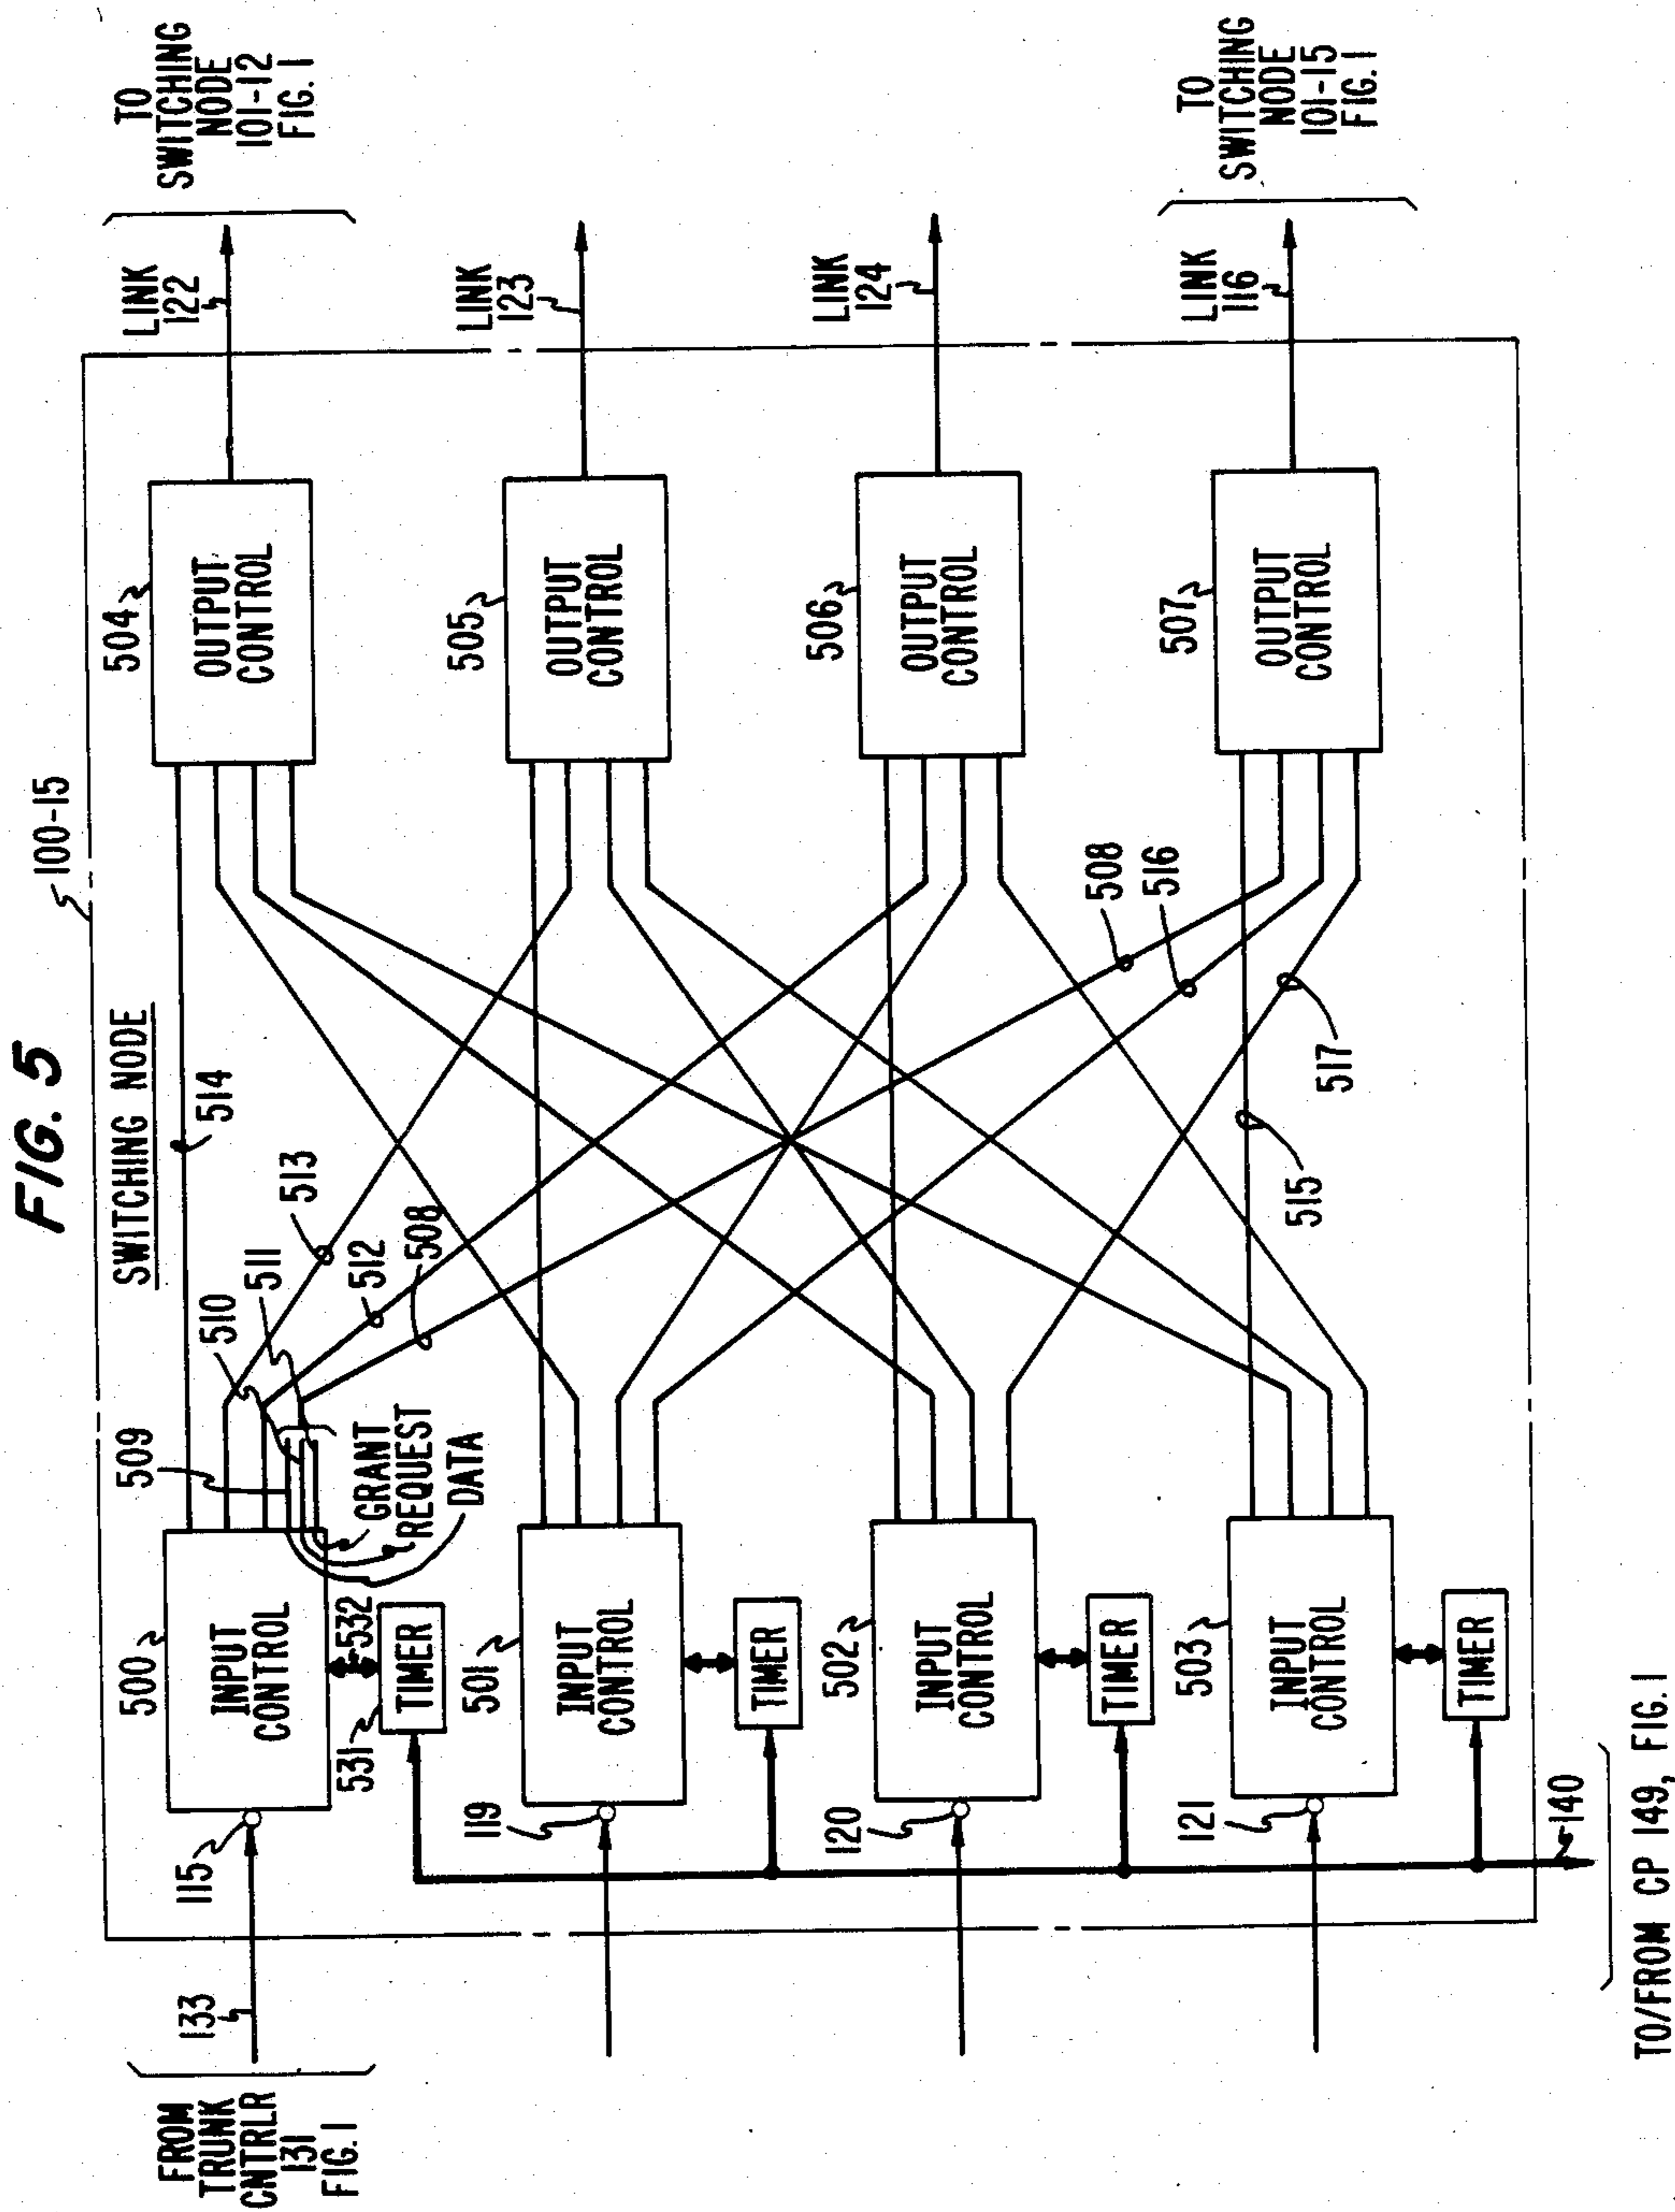 FIG. 5
SWITCHING NODE
100-15
FROM
TRUNK
CNTRLR
131
FIG. 1
133
115
500
INPUT
CONTROL
532
531
TIMER
509
510
511
GRANT
REQUEST
DATA
513
512
508
514
504
OUTPUT
CONTROL
LINK
122
TO
SWITCHING
NODE
101-12
FIG. 1
119
501
INPUT
CONTROL
TIMER
505
OUTPUT
CONTROL
LINK
123
120
502
INPUT
CONTROL
TIMER
506
OUTPUT
CONTROL
LINK
124
508
516
121
503
INPUT
CONTROL
TIMER
515
517
507
OUTPUT
CONTROL
LINK
116
TO
SWITCHING
NODE
101-15
FIG. 1
140
TO/FROM CP 149, FIG. 1